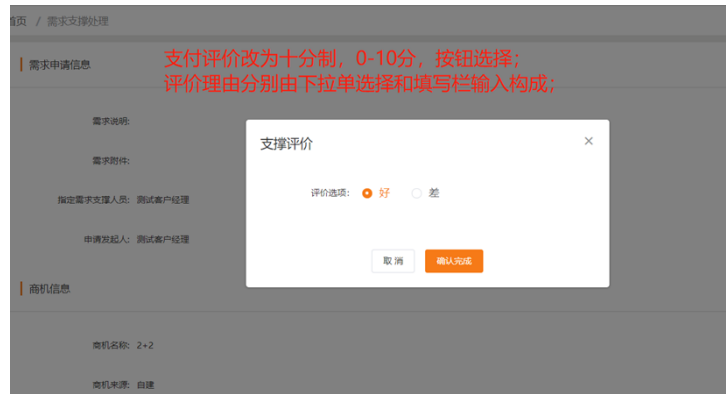 首页 / 需求支撑处理
支付评价改为十分制，0-10分，按钮选择；
需求申请信息
评价理由分别由下拉单选择和填写栏输入构成；
需求说明:
支撑评价
需求附件:
评价选项: 好 差
指定需求支撑人员: 测试客户经理
申请发起人: 测试客户经理
取消 确认完成
商机信息
商机名称: 2+2
商机来源: 自建